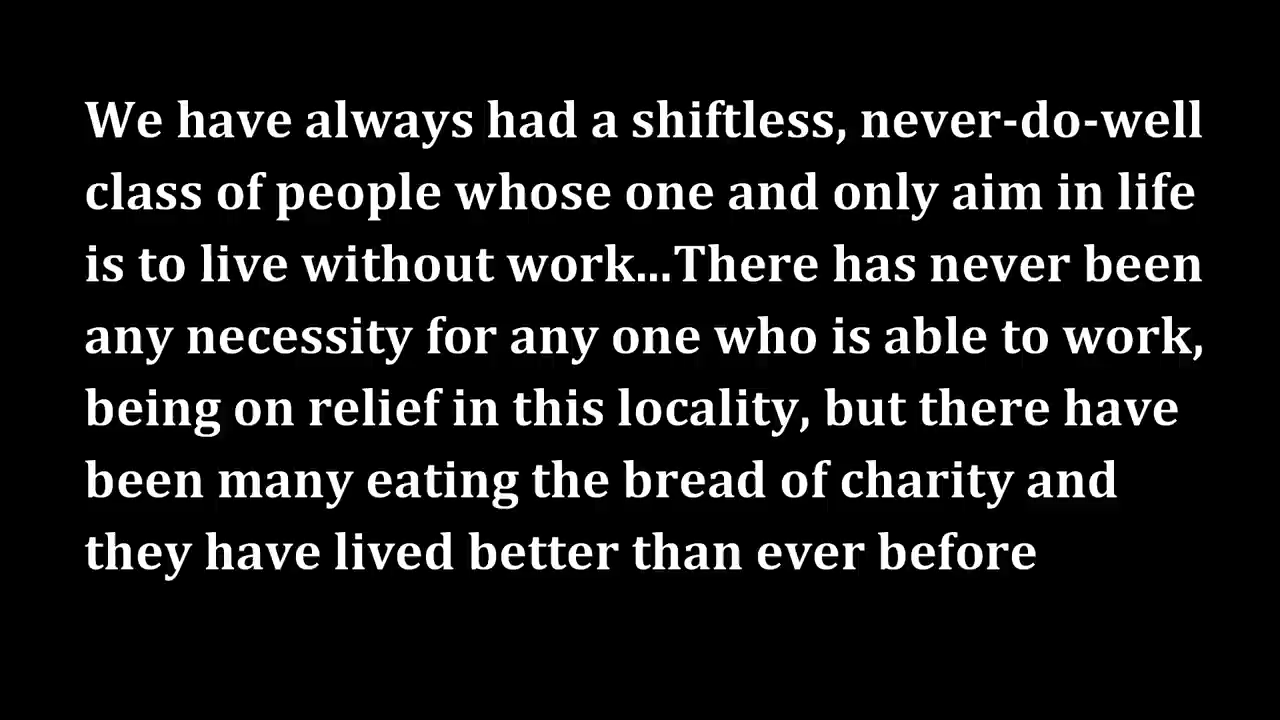 We have always had a shiftless, never-do-well
class of people whose one and only aim in life
is to live without work...There has never been
any necessity for any one who is able to work,
being on relief in this locality, but there have
been many eating the bread of charity and
they have lived better than ever before